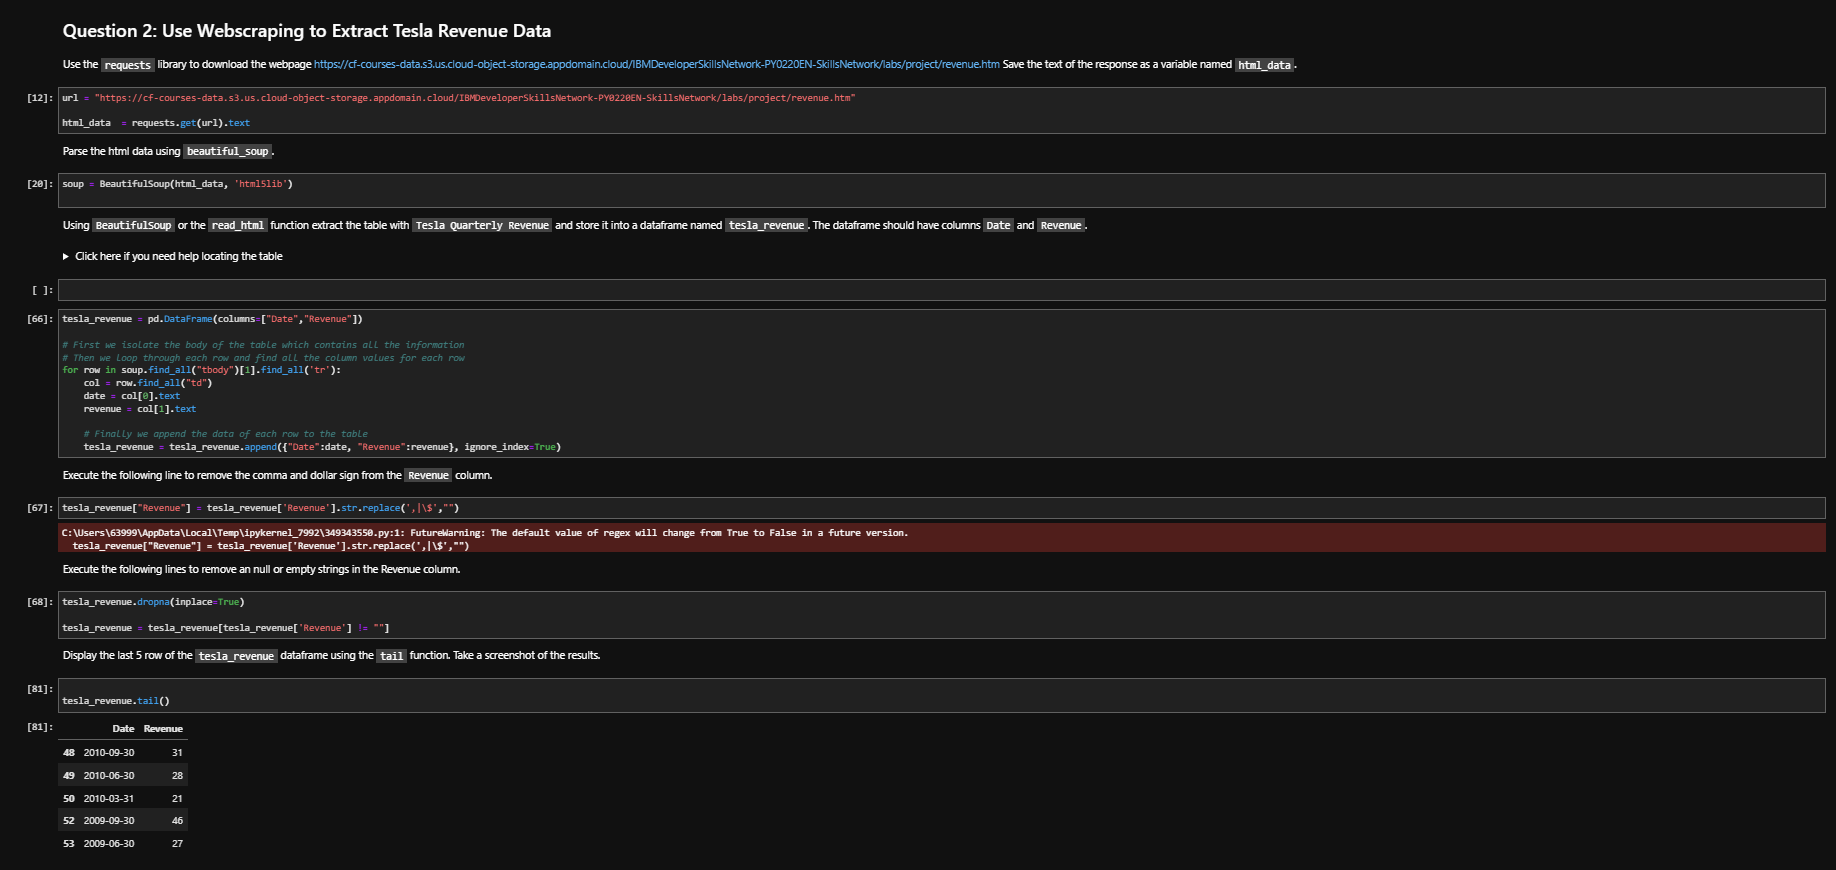 Question 2: Use Webscraping to Extract Tesla Revenue Data
Use the requests library to download the webpage https://cf-courses-data.s3.us.cloud-object-storage.appdomain.cloud/IBMDeveloperSkillsNetwork-PY0220EN-SkillsNetwork/labs/project/revenue.htm Save the text of the response as a variable named html_data.
[12]: url = "https://cf-courses-data.s3.us.cloud-object-storage.appdomain.cloud/IBMDeveloperSkillsNetwork-PY0220EN-SkillsNetwork/labs/project/revenue.htm"
html_data  = requests.get(url).text
Parse the html data using beautiful_soup.
[20]: soup = BeautifulSoup(html_data, 'html5lib')
Using BeautifulSoup or the read_html function extract the table with Tesla Quarterly Revenue and store it into a dataframe named tesla_revenue. The dataframe should have columns Date and Revenue.
▶ Click here if you need help locating the table
[ ]:
[66]: tesla_revenue = pd.DataFrame(columns=["Date","Revenue"])
# First we isolate the body of the table which contains all the information
# Then we loop through each row and find all the column values for each row
for row in soup.find_all("tbody")[1].find_all('tr'):
    col = row.find_all("td")
    date = col[0].text
    revenue = col[1].text
    # Finally we append the data of each row to the table
    tesla_revenue = tesla_revenue.append({"Date":date, "Revenue":revenue}, ignore_index=True)
Execute the following line to remove the comma and dollar sign from the Revenue column.
[67]: tesla_revenue["Revenue"] = tesla_revenue['Revenue'].str.replace(',|\$',"")
C:\Users\63999\AppData\Local\Temp\ipykernel_7992\349343550.py:1: FutureWarning: The default value of regex will change from True to False in a future version.
  tesla_revenue["Revenue"] = tesla_revenue['Revenue'].str.replace(',|\$',"")
Execute the following lines to remove an null or empty strings in the Revenue column.
[68]: tesla_revenue.dropna(inplace=True)
tesla_revenue = tesla_revenue[tesla_revenue['Revenue'] != ""]
Display the last 5 row of the tesla_revenue dataframe using the tail function. Take a screenshot of the results.
[81]:
tesla_revenue.tail()
[81]: Date Revenue
48 2010-09-30 31
49 2010-06-30 28
50 2010-03-31 21
52 2009-09-30 46
53 2009-06-30 27